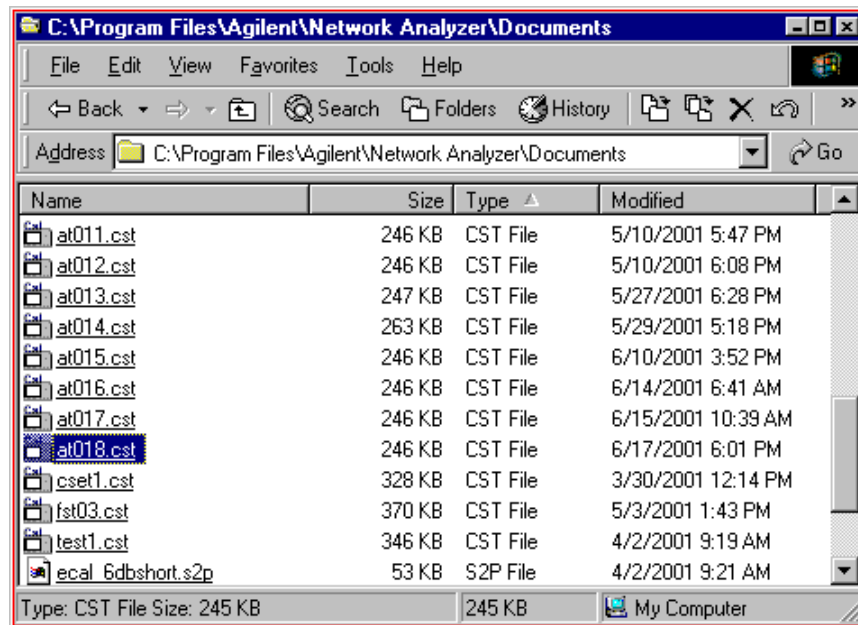 C:\Program Files\Agilent\Network Analyzer\Documents
File Edit View Favorites Tools Help
Back Search Folders History »
Address C:\Program Files\Agilent\Network Analyzer\Documents Go
Name Size Type Modified
at011.cst 246 KB CST File 5/10/2001 5:47 PM
at012.cst 246 KB CST File 5/10/2001 6:08 PM
at013.cst 247 KB CST File 5/27/2001 6:28 PM
at014.cst 263 KB CST File 5/29/2001 5:18 PM
at015.cst 246 KB CST File 6/10/2001 3:52 PM
at016.cst 246 KB CST File 6/14/2001 6:41 AM
at017.cst 246 KB CST File 6/15/2001 10:39 AM
at018.cst 246 KB CST File 6/17/2001 6:01 PM
cset1.cst 328 KB CST File 3/30/2001 12:14 PM
fst03.cst 370 KB CST File 5/3/2001 1:43 PM
test1.cst 346 KB CST File 4/2/2001 9:19 AM
ecal_6dbshort.s2p 53 KB S2P File 4/2/2001 9:21 AM
Type: CST File Size: 245 KB 245 KB My Computer